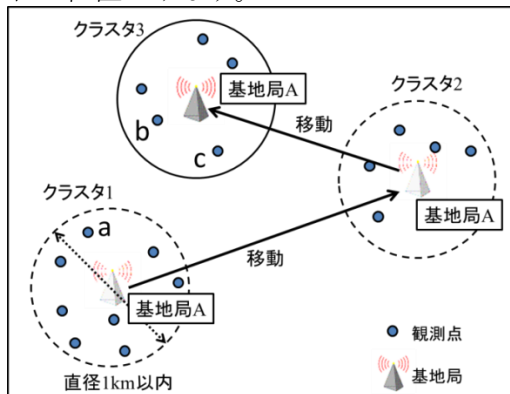 クラスタ3
基地局A
クラスタ2
b
移動
c
クラスタ1
基地局A
a
移動
基地局A
観測点
直径1km以内
基地局